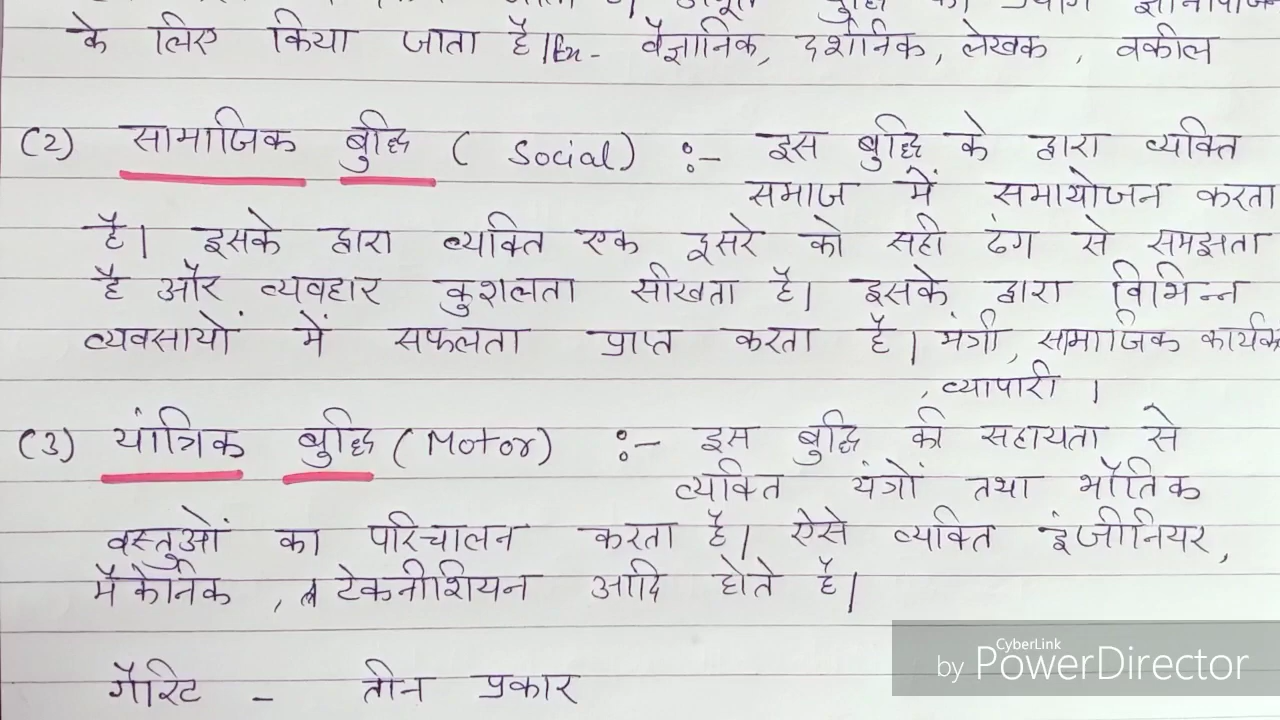 के लिए किया जाता है।Ex- वैज्ञानिक, दर्शनिक, लेखक , वकील
(2) सामाजिक बुद्धि ( Social) :- इस बुद्धि के द्वारा व्यक्ति
समाज में समायोजन करता
है। इसके द्वारा व्यक्ति एक दूसरे को सही ढंग से समझता
है और व्यवहार कुशलता सीखता है। इसके द्वारा विभिन्न
व्यवसायों में सफलता प्राप्त करता है। मंत्री, सामाजिक कार्यक
, व्यापारी ।
(3) यांत्रिक बुद्धि (Motor) :- इस बुद्धि की सहायता से
व्यक्ति यंत्रों तथा भौतिक
वस्तुओं का परिचालन करता है। ऐसे व्यक्ति इंजीनियर,
मैकेनिक , टेकनीशियन आदि होते है।
गैरिट - तीन प्रकार
CyberLink
by PowerDirector